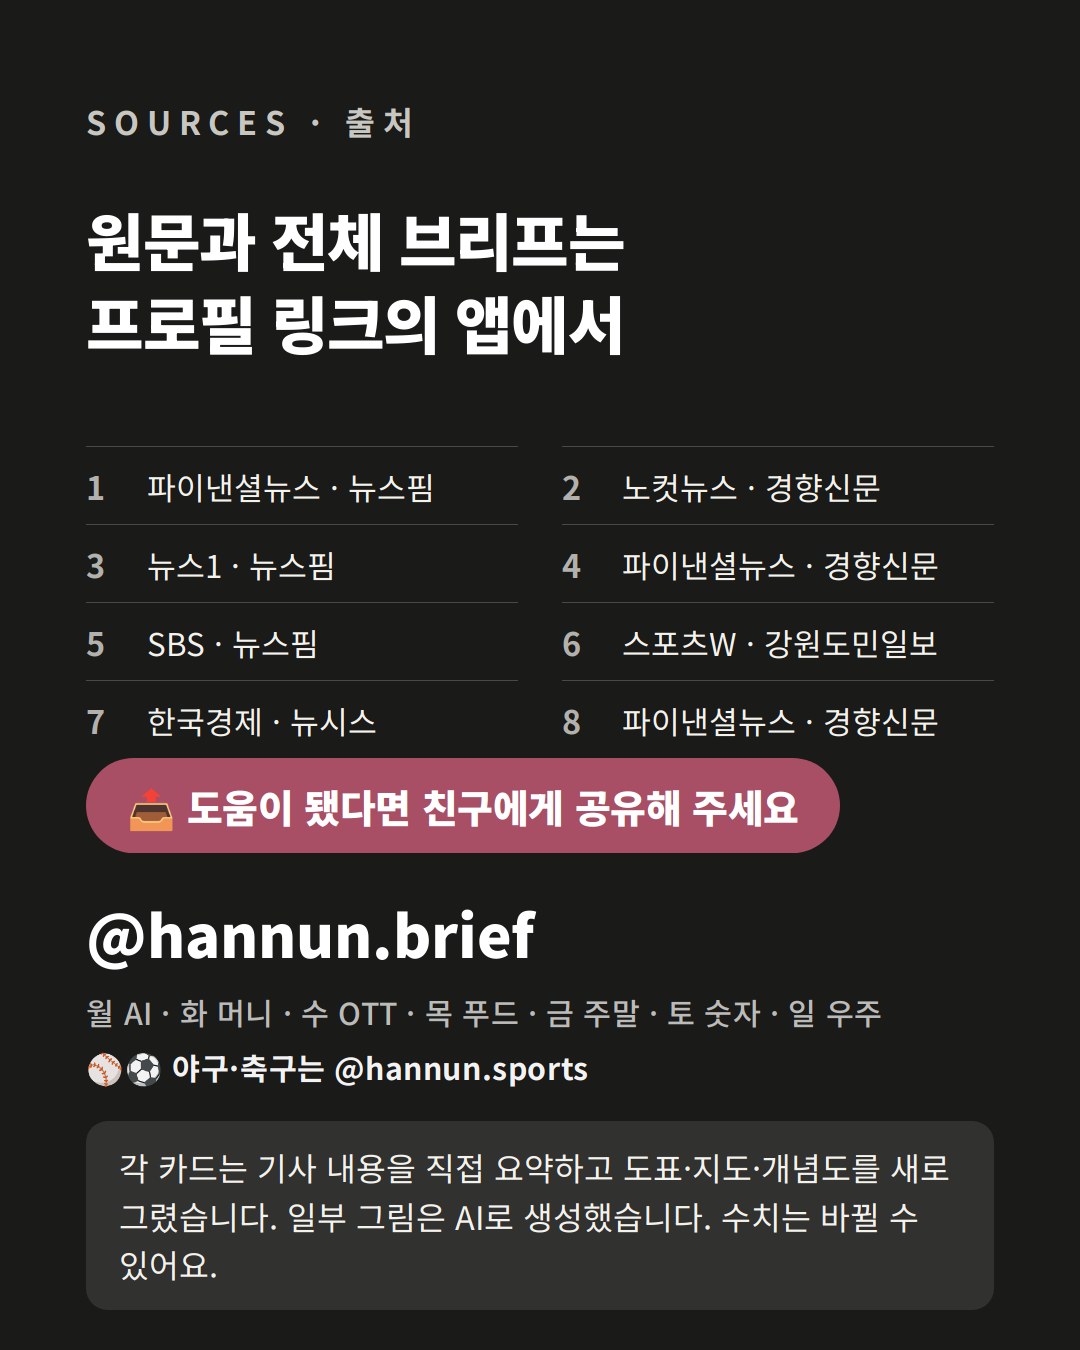 SOURCES · 출처
원문과 전체 브리프는
프로필 링크의 앱에서
1 파이낸셜뉴스 · 뉴스핌
2 노컷뉴스 · 경향신문
3 뉴스1 · 뉴스핌
4 파이낸셜뉴스 · 경향신문
5 SBS · 뉴스핌
6 스포츠W · 강원도민일보
7 한국경제 · 뉴시스
8 파이낸셜뉴스 · 경향신문
📤 도움이 됐다면 친구에게 공유해 주세요
@hannun.brief
월 AI · 화 머니 · 수 OTT · 목 푸드 · 금 주말 · 토 숫자 · 일 우주
⚾⚽ 야구·축구는 @hannun.sports
각 카드는 기사 내용을 직접 요약하고 도표·지도·개념도를 새로
그렸습니다. 일부 그림은 AI로 생성했습니다. 수치는 바뀔 수
있어요.